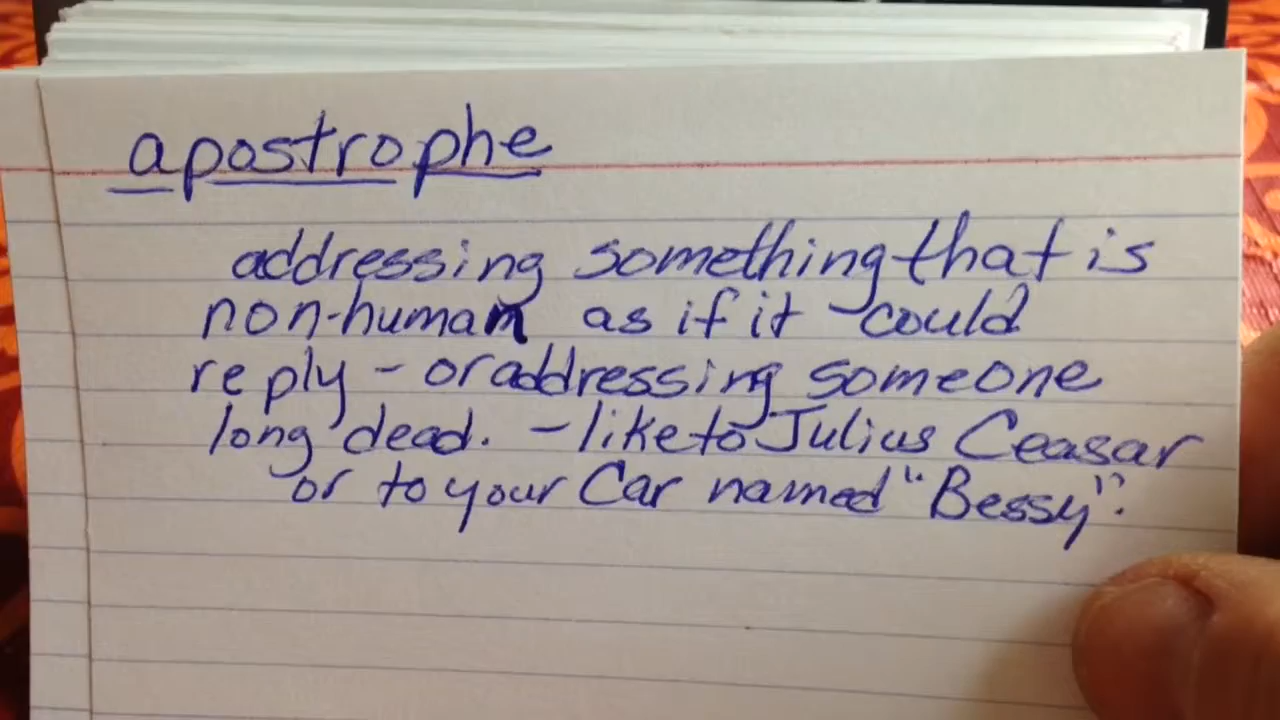 apostrophe
addressing something that is
non-human as if it could
reply - or addressing someone
long dead. - like to Julius Ceasar
or to your Car named "Bessy".